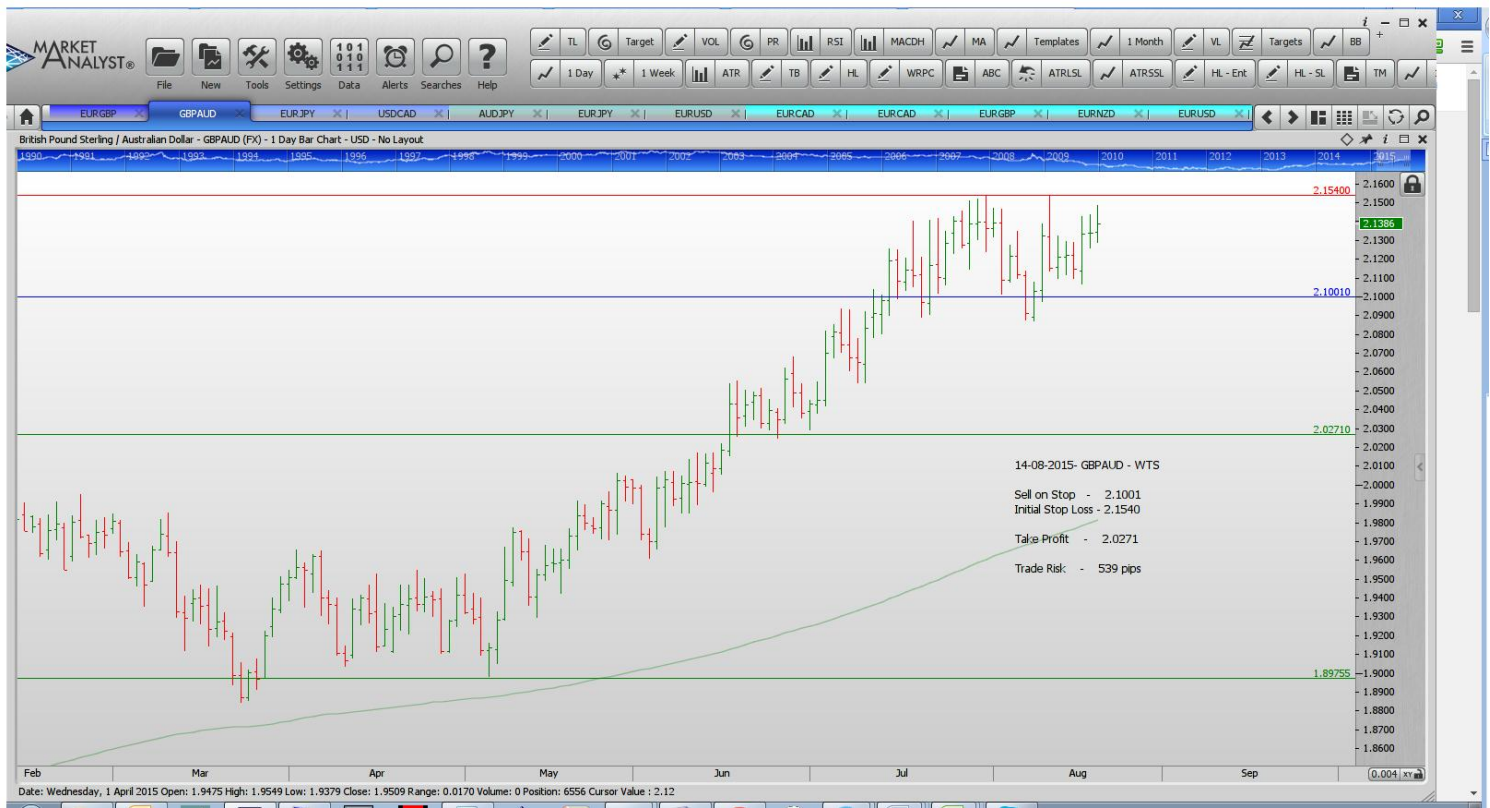 i
TL Target VOL PR RSI MACDH MA Templates 1 Month VL Targets BB
MARKET
ANALYST®
1 Day 1 Week ATR TB HL WRPC ABC ATRLSL ATRSSL HL - Ent HL - SL TM
101
010
111
File New Tools Settings Data Alerts Searches Help
EURGBP GBPAUD EURJPY USDCAD AUDJPY EURJPY EURUSD EURCAD EURCAD EURGBP EURNZD EURUSD
British Pound Sterling / Australian Dollar - GBPAUD (FX) - 1 Day Bar Chart - USD - No Layout
i
1990 1991 1992 1993 1994 1995 1996 1997 1998 1999 2000 2001 2002 2003 2004 2005 2006 2007 2008 2009 2010 2011 2012 2013 2014 2015
2.1600
2.15400
2.1500
2.1386
2.1300
2.1200
2.1100
2.10010
2.1000
2.0900
2.0800
2.0700
2.0600
2.0500
2.0400
2.02710
2.0300
2.0200
14-08-2015- GBPAUD - WTS
2.0100
2.0000
Sell on Stop - 2.1001
1.9900
Initial Stop Loss - 2.1540
1.9800
Take Profit - 2.0271
1.9700
1.9600
Trade Risk - 539 pips
1.9500
1.9400
1.9300
1.9200
1.9100
1.89755
1.9000
1.8900
1.8800
1.8700
1.8600
Feb Mar Apr May Jun Jul Aug Sep
0.004 XY
Date: Wednesday, 1 April 2015 Open: 1.9475 High: 1.9549 Low: 1.9379 Close: 1.9509 Range: 0.0170 Volume: 0 Position: 6556 Cursor Value : 2.12